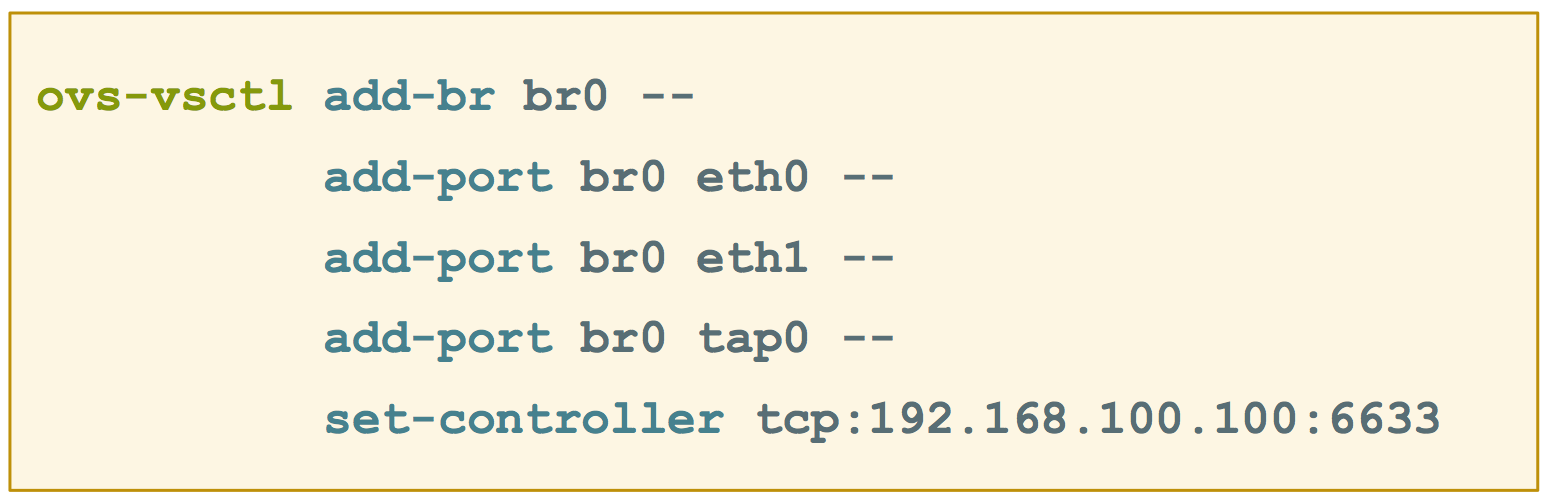 ovs-vsctl add-br br0 --
add-port br0 eth0 --
add-port br0 eth1 --
add-port br0 tap0 --
set-controller tcp:192.168.100.100:6633